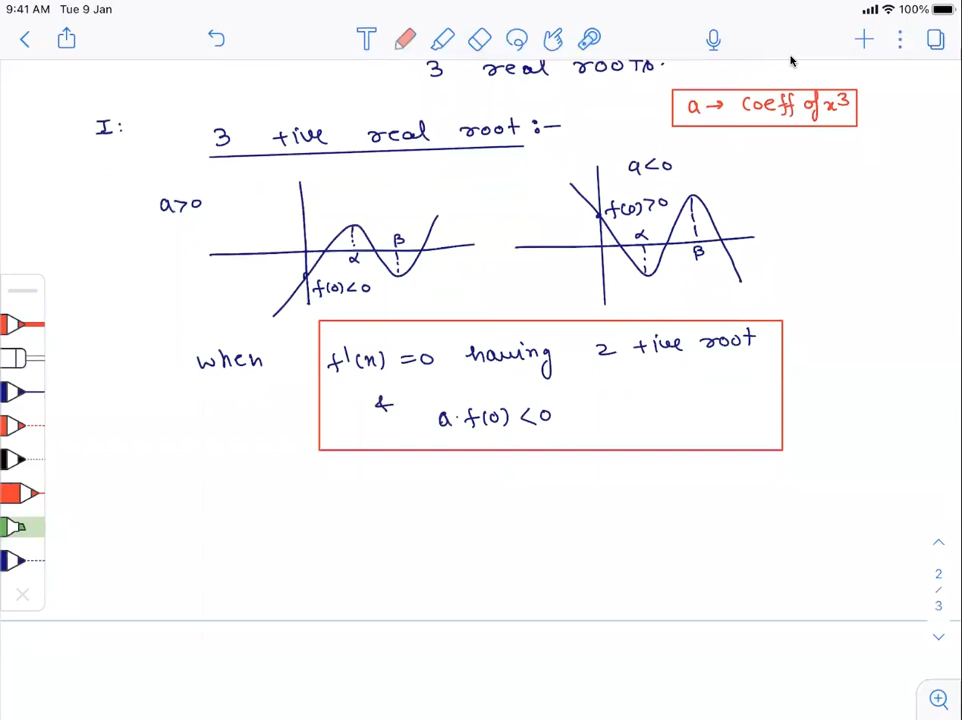 9:41 AM Tue 9 Jan
100%
3 real roots.
a → coeff of x³
I:
3 +ive real root :-
a>0
a<0
f(0)>0
α
β
α
β
f(0)<0
when f'(x) =0 having 2 +ive root
& a.f(0) <0
2
/
3